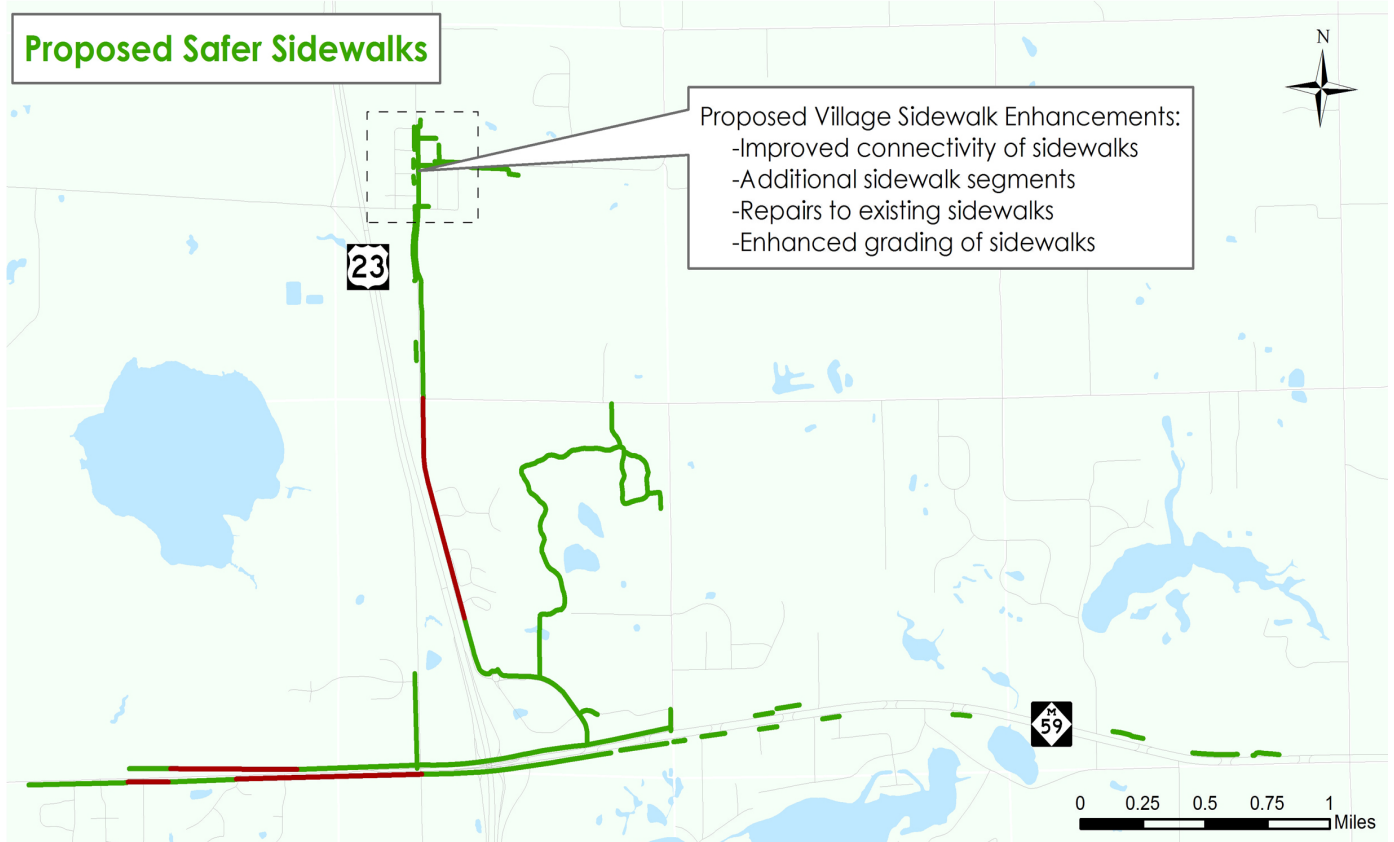 Proposed Safer Sidewalks
N
Proposed Village Sidewalk Enhancements:
-Improved connectivity of sidewalks
-Additional sidewalk segments
-Repairs to existing sidewalks
-Enhanced grading of sidewalks
23
M
59
0 0.25 0.5 0.75 1
Miles